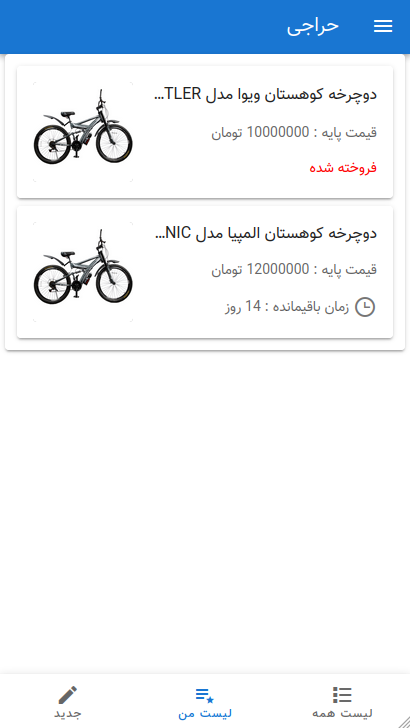 حراجی
دوچرخه کوهستان ویوا مدل TLER...
قیمت پایه : 10000000 تومان
فروخته شده
دوچرخه کوهستان المپیا مدل NIC...
قیمت پایه : 12000000 تومان
زمان باقیمانده : 14 روز
لیست همه
لیست من
جدید